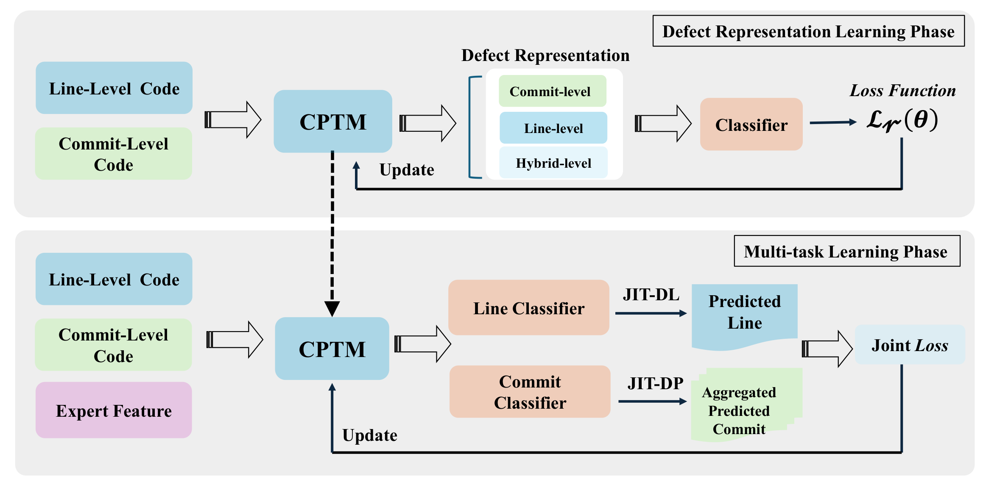 Defect Representation Learning Phase
Defect Representation
Line-Level Code
Commit-Level
Code
CPTM
Commit-level
Line-level
Hybrid-level
Classifier
Loss Function
ℒ𝓇(θ)
Update
Multi-task Learning Phase
Line-Level Code
Commit-Level
Code
Expert Feature
CPTM
Line Classifier
JIT-DL
Predicted
Line
Commit
Classifier
JIT-DP
Aggregated
Predicted
Commit
Joint Loss
Update